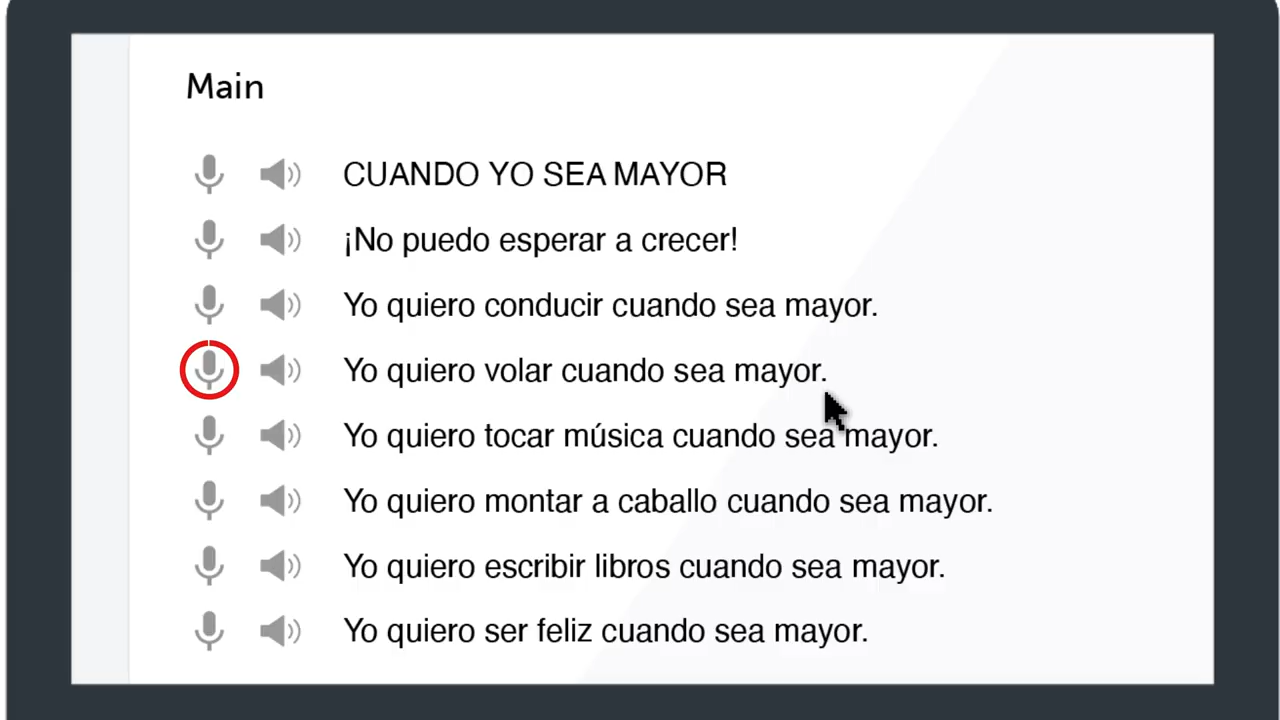 Main
CUANDO YO SEA MAYOR
¡No puedo esperar a crecer!
Yo quiero conducir cuando sea mayor.
Yo quiero volar cuando sea mayor.
Yo quiero tocar música cuando sea mayor.
Yo quiero montar a caballo cuando sea mayor.
Yo quiero escribir libros cuando sea mayor.
Yo quiero ser feliz cuando sea mayor.